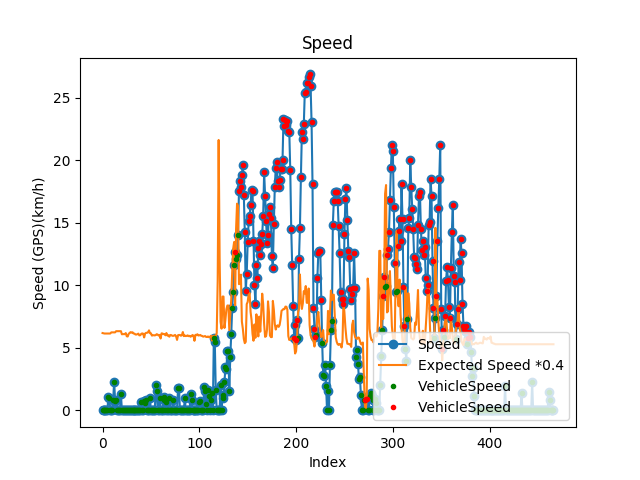 Speed
25
20
15
10
5
0
Speed (GPS)(km/h)
Speed
Expected Speed *0.4
VehicleSpeed
VehicleSpeed
0 100 200 300 400
Index